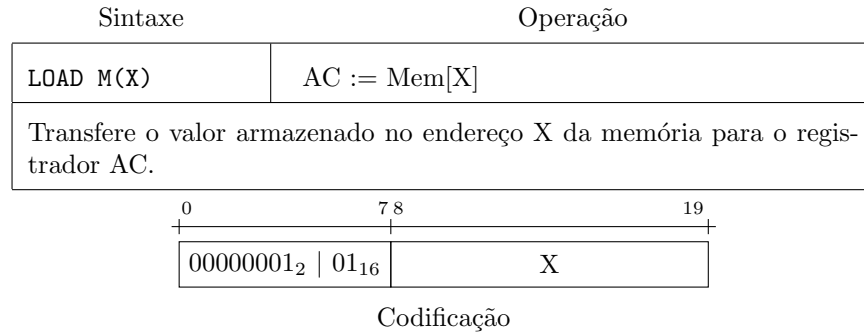 Sintaxe Operação
LOAD M(X) AC := Mem[X]
Transfere o valor armazenado no endereço X da memória para o regis-
trador AC.
0 7 8 19
00000001₂ | 01₁₆ X
Codificação